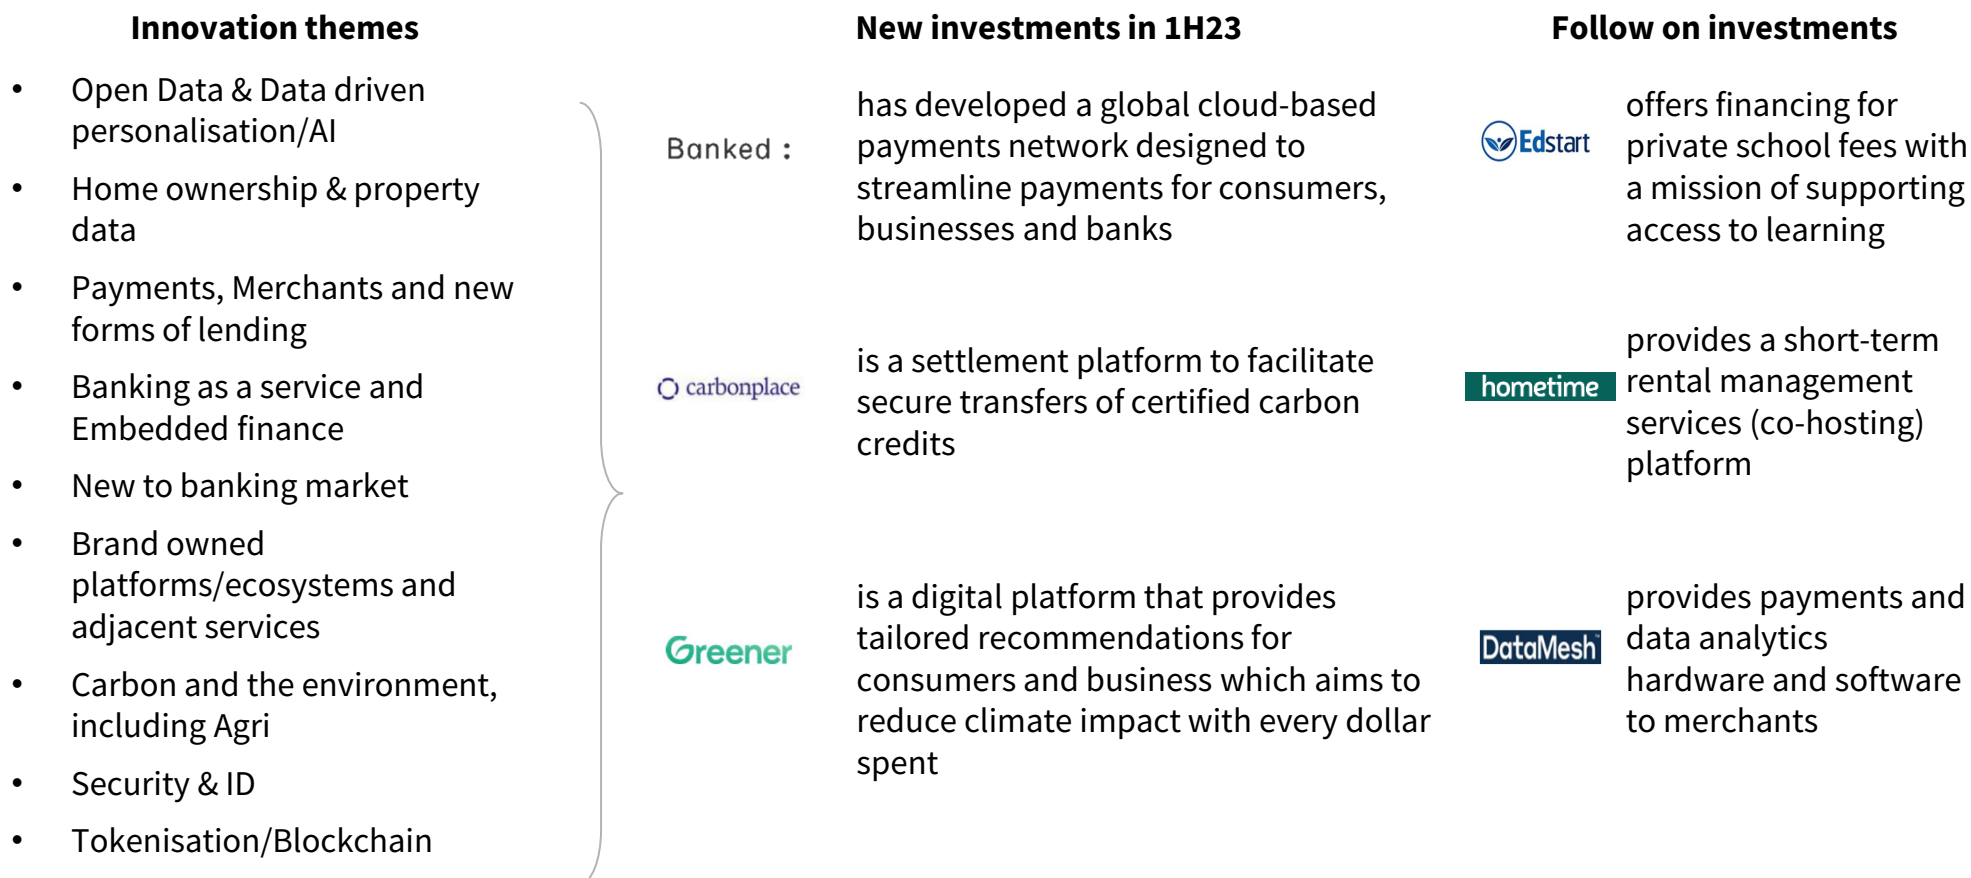 Innovation themes
• Open Data & Data driven
personalisation/AI
• Home ownership & property
data
• Payments, Merchants and new
forms of lending
• Banking as a service and
Embedded finance
• New to banking market
• Brand owned
platforms/ecosystems and
adjacent services
• Carbon and the environment,
including Agri
• Security & ID
• Tokenisation/Blockchain
New investments in 1H23
Banked :
has developed a global cloud-based
payments network designed to
streamline payments for consumers,
businesses and banks
carbonplace
is a settlement platform to facilitate
secure transfers of certified carbon
credits
Greener
is a digital platform that provides
tailored recommendations for
consumers and business which aims to
reduce climate impact with every dollar
spent
Follow on investments
Edstart
offers financing for
private school fees with
a mission of supporting
access to learning
hometime
provides a short-term
rental management
services (co-hosting)
platform
DataMesh
provides payments and
data analytics
hardware and software
to merchants